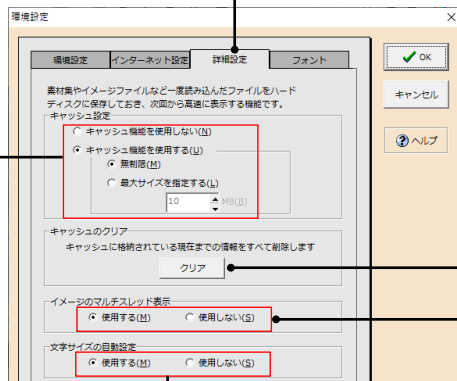 環境設定
環境設定 インターネット設定 詳細設定 フォント
OK
キャンセル
ヘルプ
素材集やイメージファイルなど一度読み込んだファイルをハード
ディスクに保存しておき、次回から高速に表示する機能です。
キャッシュ設定
キャッシュ機能を使用しない(N)
キャッシュ機能を使用する(U)
無制限(M)
最大サイズを指定する(L)
10 MB(B)
キャッシュのクリア
キャッシュに格納されている現在までの情報をすべて削除します
クリア
イメージのマルチスレッド表示
使用する(M) 使用しない(S)
文字サイズの自動設定
使用する(M) 使用しない(S)